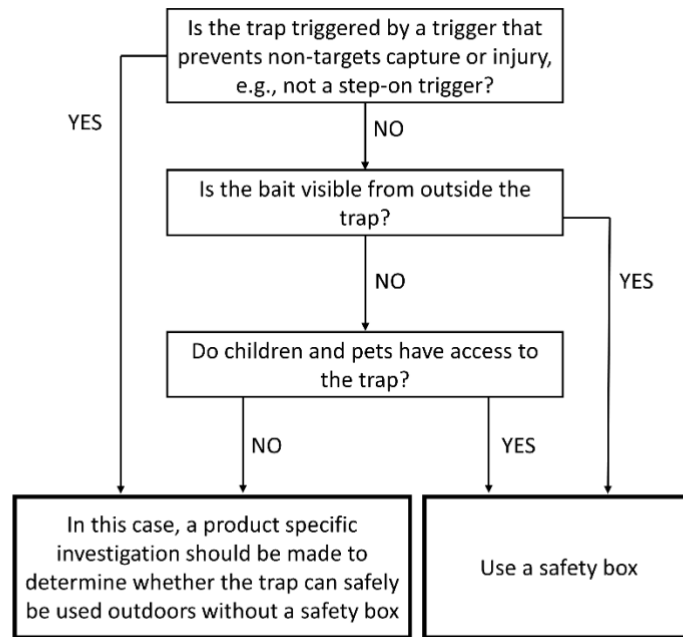 Is the trap triggered by a trigger that
prevents non-targets capture or injury,
e.g., not a step-on trigger?
YES
NO
Is the bait visible from outside the
trap?
NO
YES
Do children and pets have access to
the trap?
NO
YES
In this case, a product specific
investigation should be made to
determine whether the trap can safely
be used outdoors without a safety box
Use a safety box